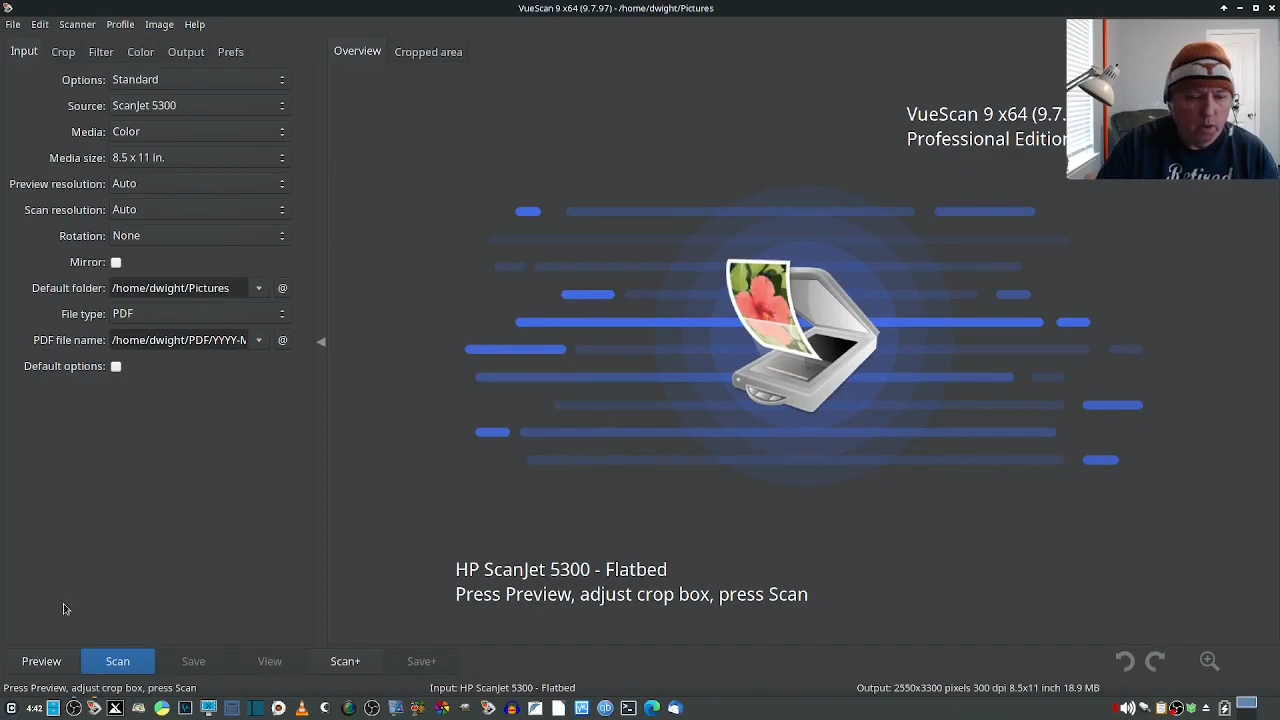 VueScan 9 x64 (9.7.97) - /home/dwight/Pictures
File Edit Scanner Profile Image Help
Input Crop Filter Color Output Prefs
Overview Cropped area
Options: Standard
Source: ScanJet 5300
Media: Color
Media size: 8.5 x 11 in.
Preview resolution: Auto
Scan resolution: Auto
Rotation: None
Mirror:
Default folder: /home/dwight/Pictures @
File type: PDF
PDF file name: /home/dwight/PDF/YYYY-M @
Default options:
VueScan 9 x64 (9.7.
Professional Edition
Retired
HP ScanJet 5300 - Flatbed
Press Preview, adjust crop box, press Scan
Preview Scan Save View Scan+ Save+
Press Preview, adjust crop box, press Scan
Input: HP ScanJet 5300 - Flatbed
Output: 2550x3300 pixels 300 dpi 8.5x11 inch 18.9 MB
442